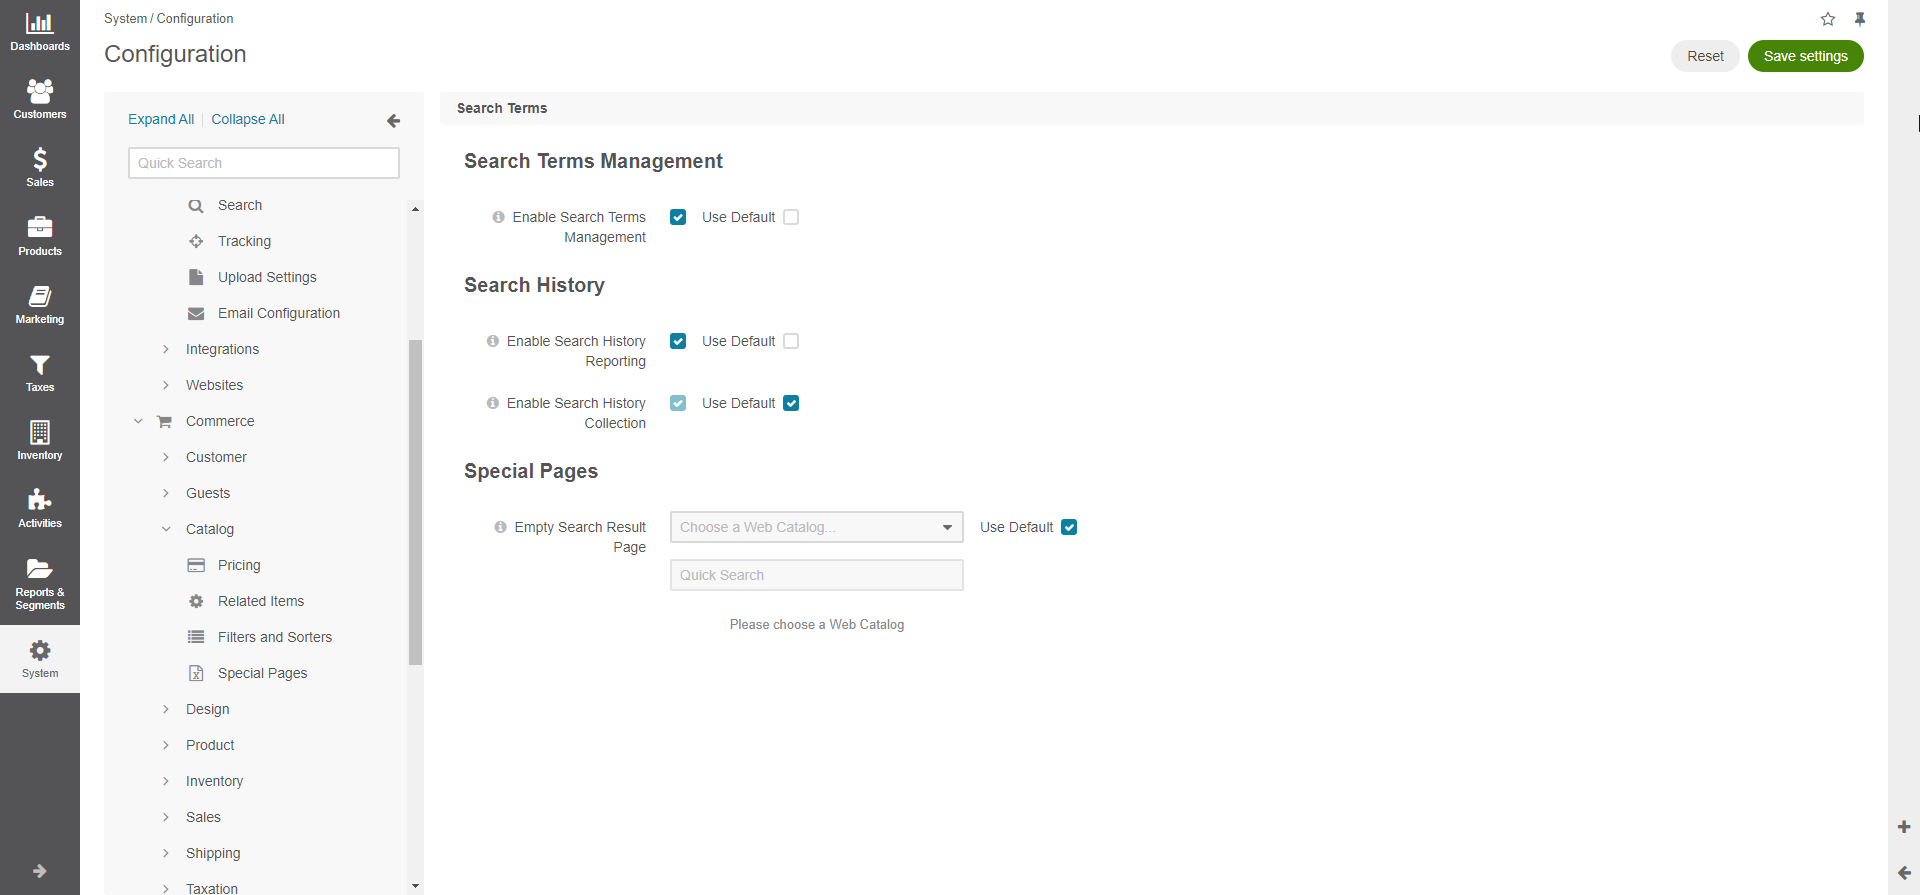 Dashboards
Customers
Sales
Products
Marketing
Taxes
Inventory
Activities
Reports &
Segments
System
System / Configuration
Configuration
Reset
Save settings
Expand All | Collapse All
Quick Search
Search
Tracking
Upload Settings
Email Configuration
Integrations
Websites
Commerce
Customer
Guests
Catalog
Pricing
Related Items
Filters and Sorters
Special Pages
Design
Product
Inventory
Sales
Shipping
Taxation
Search Terms
Search Terms Management
Enable Search Terms
Management
Use Default
Search History
Enable Search History
Reporting
Use Default
Enable Search History
Collection
Use Default
Special Pages
Empty Search Result
Page
Choose a Web Catalog...
Use Default
Quick Search
Please choose a Web Catalog